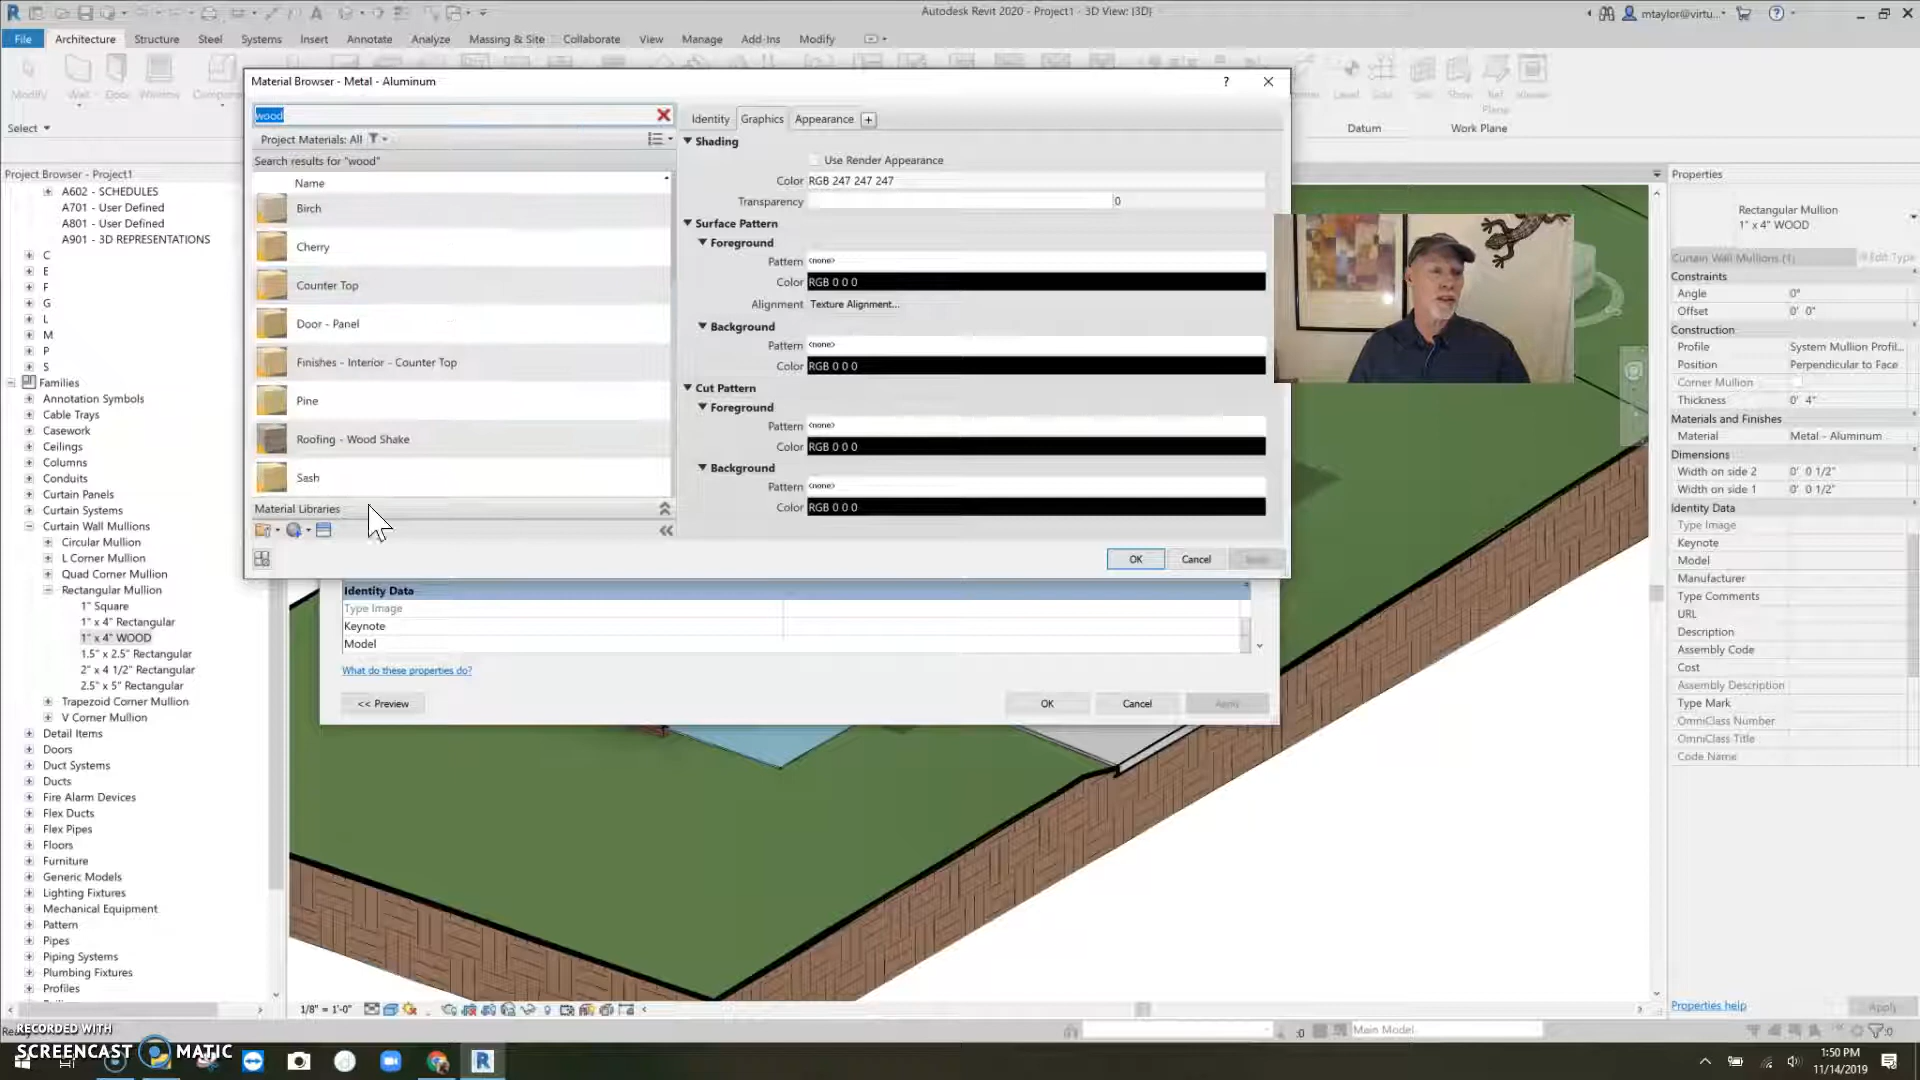 Autodesk Revit 2020 - Project1 - 3D View: {3D}
mtaylor@virtu...
File Architecture Structure Steel Systems Insert Annotate Analyze Massing & Site Collaborate View Manage Add-Ins Modify
Modify Wall Door Window Compon
Level Grid Set Show Ref Plane Viewer
Select Datum Work Plane
Project Browser - Project1
A602 - SCHEDULES
A701 - User Defined
A801 - User Defined
A901 - 3D REPRESENTATIONS
C
E
F
G
L
M
P
S
Families
Annotation Symbols
Cable Trays
Casework
Ceilings
Columns
Conduits
Curtain Panels
Curtain Systems
Curtain Wall Mullions
Circular Mullion
L Corner Mullion
Quad Corner Mullion
Rectangular Mullion
1" Square
1" x 4" Rectangular
1" x 4" WOOD
1.5" x 2.5" Rectangular
2" x 4 1/2" Rectangular
2.5" x 5" Rectangular
Trapezoid Corner Mullion
V Corner Mullion
Detail Items
Doors
Duct Systems
Ducts
Fire Alarm Devices
Flex Ducts
Flex Pipes
Floors
Furniture
Generic Models
Lighting Fixtures
Mechanical Equipment
Pattern
Pipes
Piping Systems
Plumbing Fixtures
Profiles
Material Browser - Metal - Aluminum
?
wood
Project Materials: All
Search results for "wood"
Name
Birch
Cherry
Counter Top
Door - Panel
Finishes - Interior - Counter Top
Pine
Roofing - Wood Shake
Sash
Material Libraries
Identity Graphics Appearance +
Shading
Use Render Appearance
Color RGB 247 247 247
Transparency 0
Surface Pattern
Foreground
Pattern <none>
Color RGB 0 0 0
Alignment Texture Alignment...
Background
Pattern <none>
Color RGB 0 0 0
Cut Pattern
Foreground
Pattern <none>
Color RGB 0 0 0
Background
Pattern <none>
Color RGB 0 0 0
OK Cancel
Identity Data
Type Image
Keynote
Model
What do these properties do?
<< Preview OK Cancel Apply
Properties
Rectangular Mullion
1" x 4" WOOD
Curtain Wall Mullions (1) Edit Type
Constraints
Angle 0°
Offset 0' 0"
Construction
Profile System Mullion Profil...
Position Perpendicular to Face
Corner Mullion
Thickness 0' 4"
Materials and Finishes
Material Metal - Aluminum
Dimensions
Width on side 2 0' 0 1/2"
Width on side 1 0' 0 1/2"
Identity Data
Type Image
Keynote
Model
Manufacturer
Type Comments
URL
Description
Assembly Code
Cost
Assembly Description
Type Mark
OmniClass Number
OmniClass Title
Code Name
Properties help Apply
1/8" = 1'-0"
:0 Main Model :0
RECORDED WITH
SCREENCAST MATIC
1:50 PM
11/14/2019